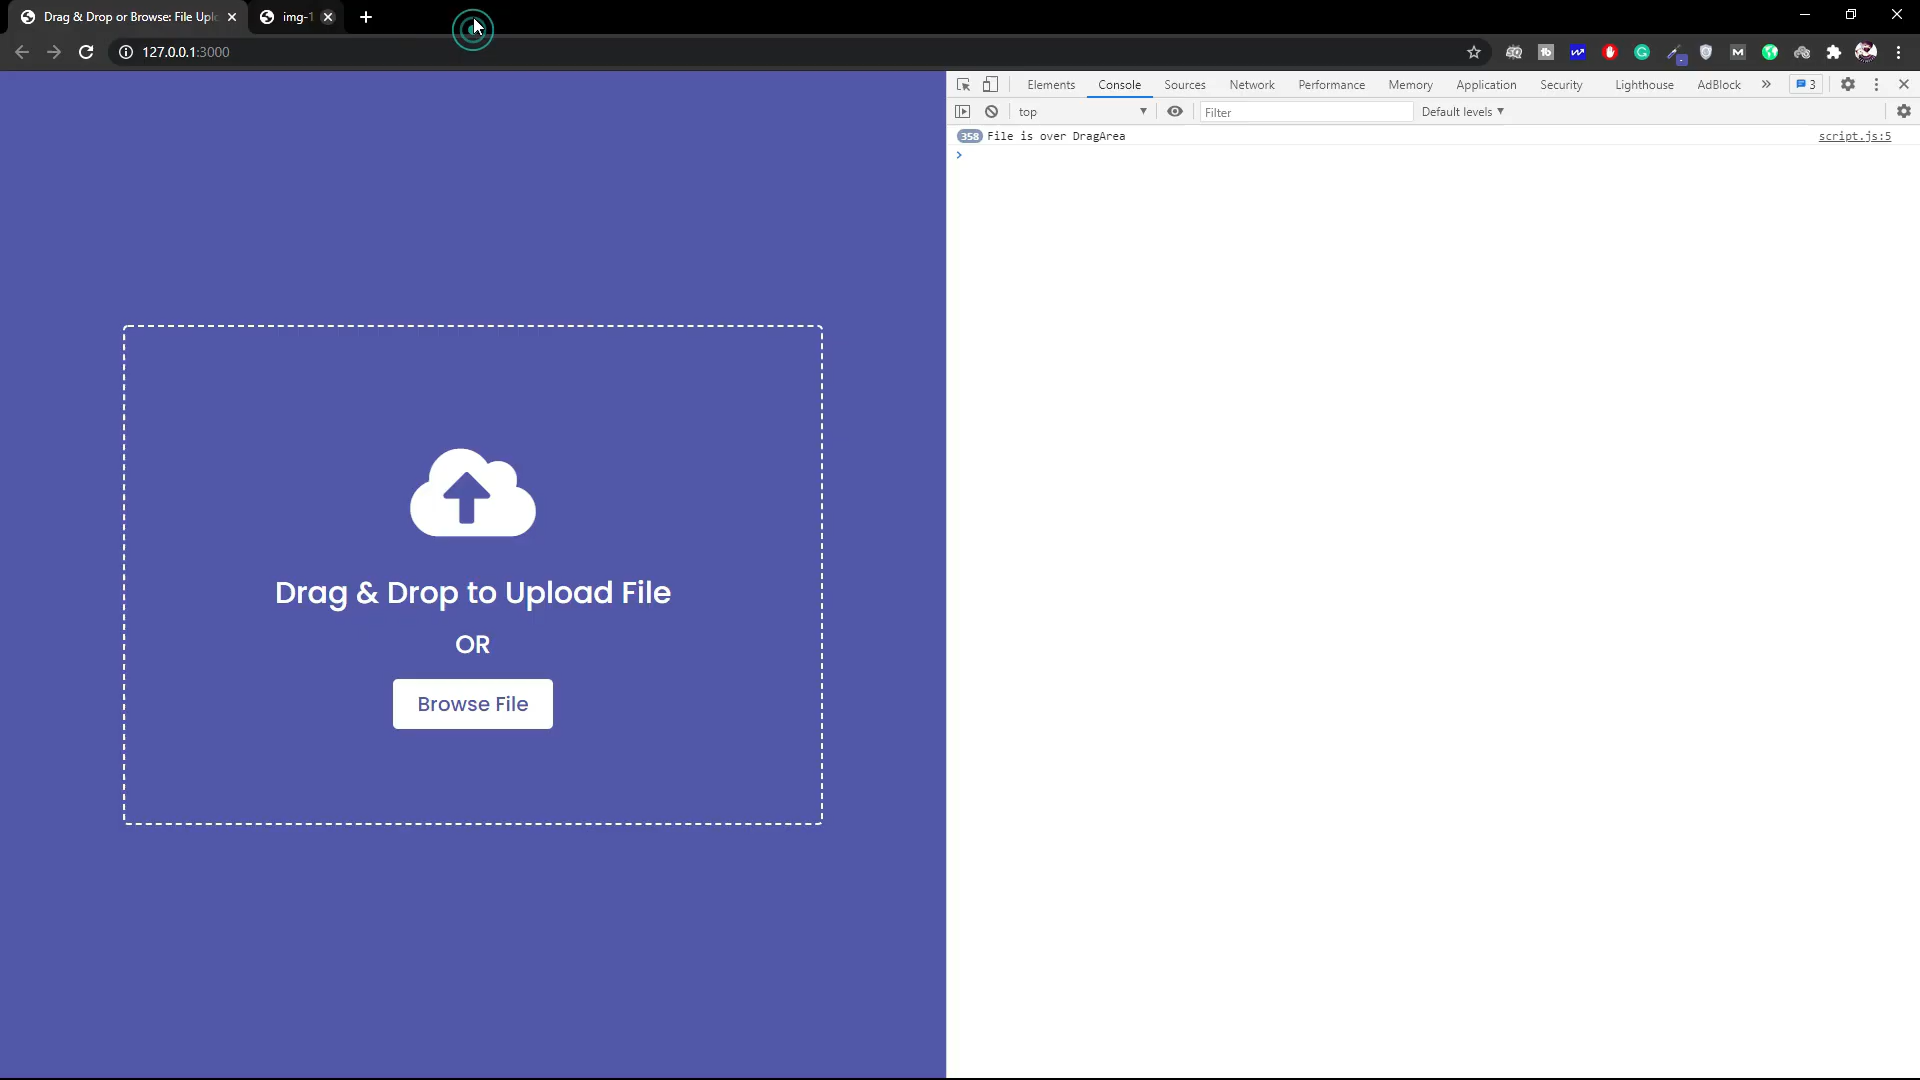 Drag & Drop or Browse: File Upl
img-1
127.0.0.1:3000
Elements
Console
Sources
Network
Performance
Memory
Application
Security
Lighthouse
AdBlock
3
top
Filter
Default levels
358 File is over DragArea
script.js:5
Drag & Drop to Upload File
OR
Browse File